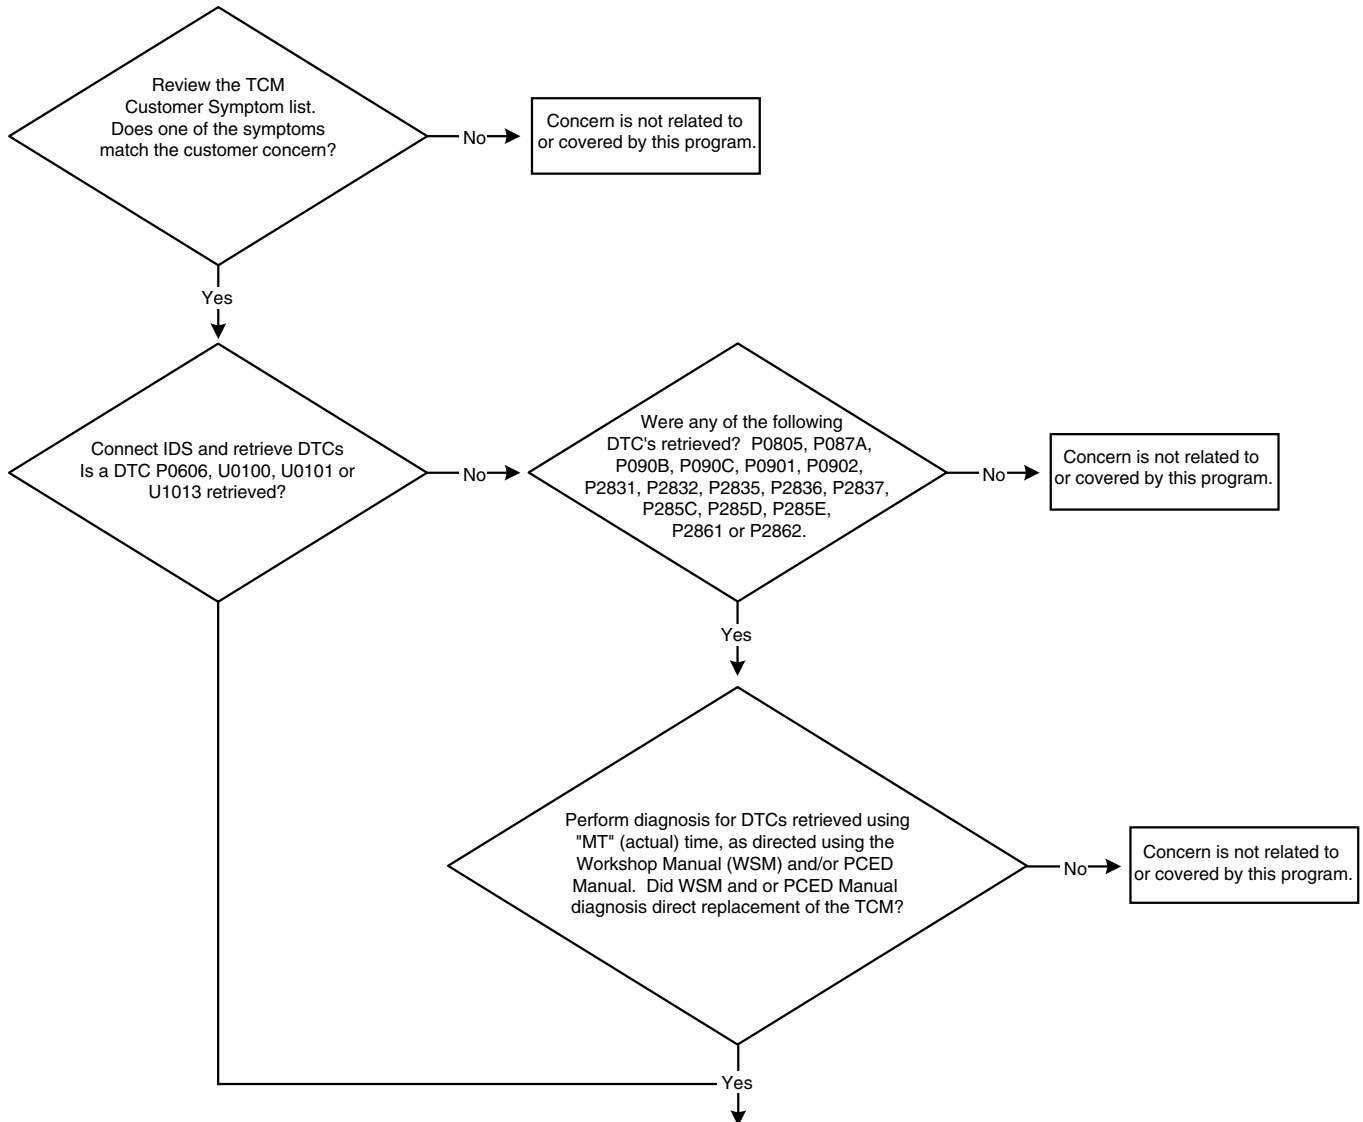 Review the TCM
Customer Symptom list.
Does one of the symptoms
match the customer concern?
No
Concern is not related to
or covered by this program.
Yes
Connect IDS and retrieve DTCs
Is a DTC P0606, U0100, U0101 or
U1013 retrieved?
No
Were any of the following
DTC's retrieved? P0805, P087A,
P090B, P090C, P0901, P0902,
P2831, P2832, P2835, P2836, P2837,
P285C, P285D, P285E,
P2861 or P2862.
No
Concern is not related to
or covered by this program.
Yes
Perform diagnosis for DTCs retrieved using
"MT" (actual) time, as directed using the
Workshop Manual (WSM) and/or PCED
Manual. Did WSM and or PCED Manual
diagnosis direct replacement of the TCM?
No
Concern is not related to
or covered by this program.
Yes